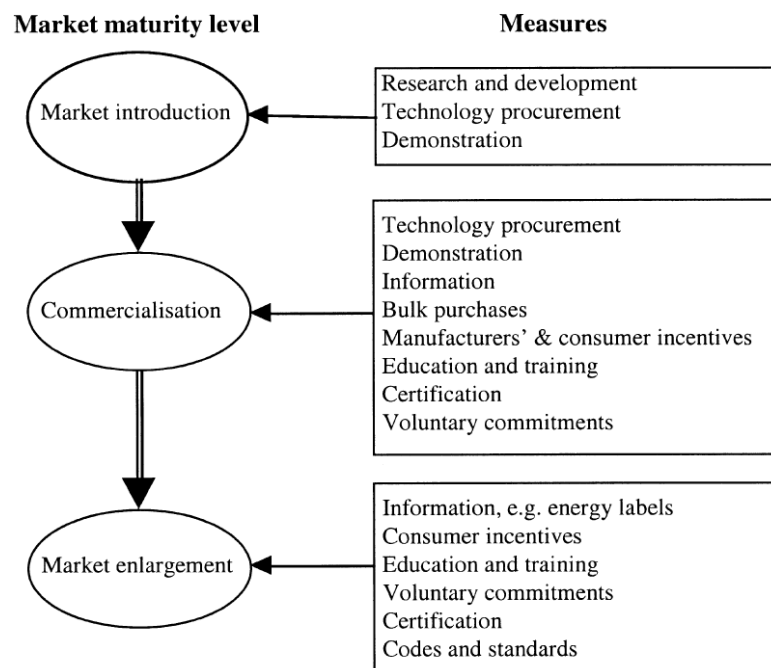 Market maturity level
Measures
Market introduction
Research and development
Technology procurement
Demonstration
Commercialisation
Technology procurement
Demonstration
Information
Bulk purchases
Manufacturers’ & consumer incentives
Education and training
Certification
Voluntary commitments
Market enlargement
Information, e.g. energy labels
Consumer incentives
Education and training
Voluntary commitments
Certification
Codes and standards